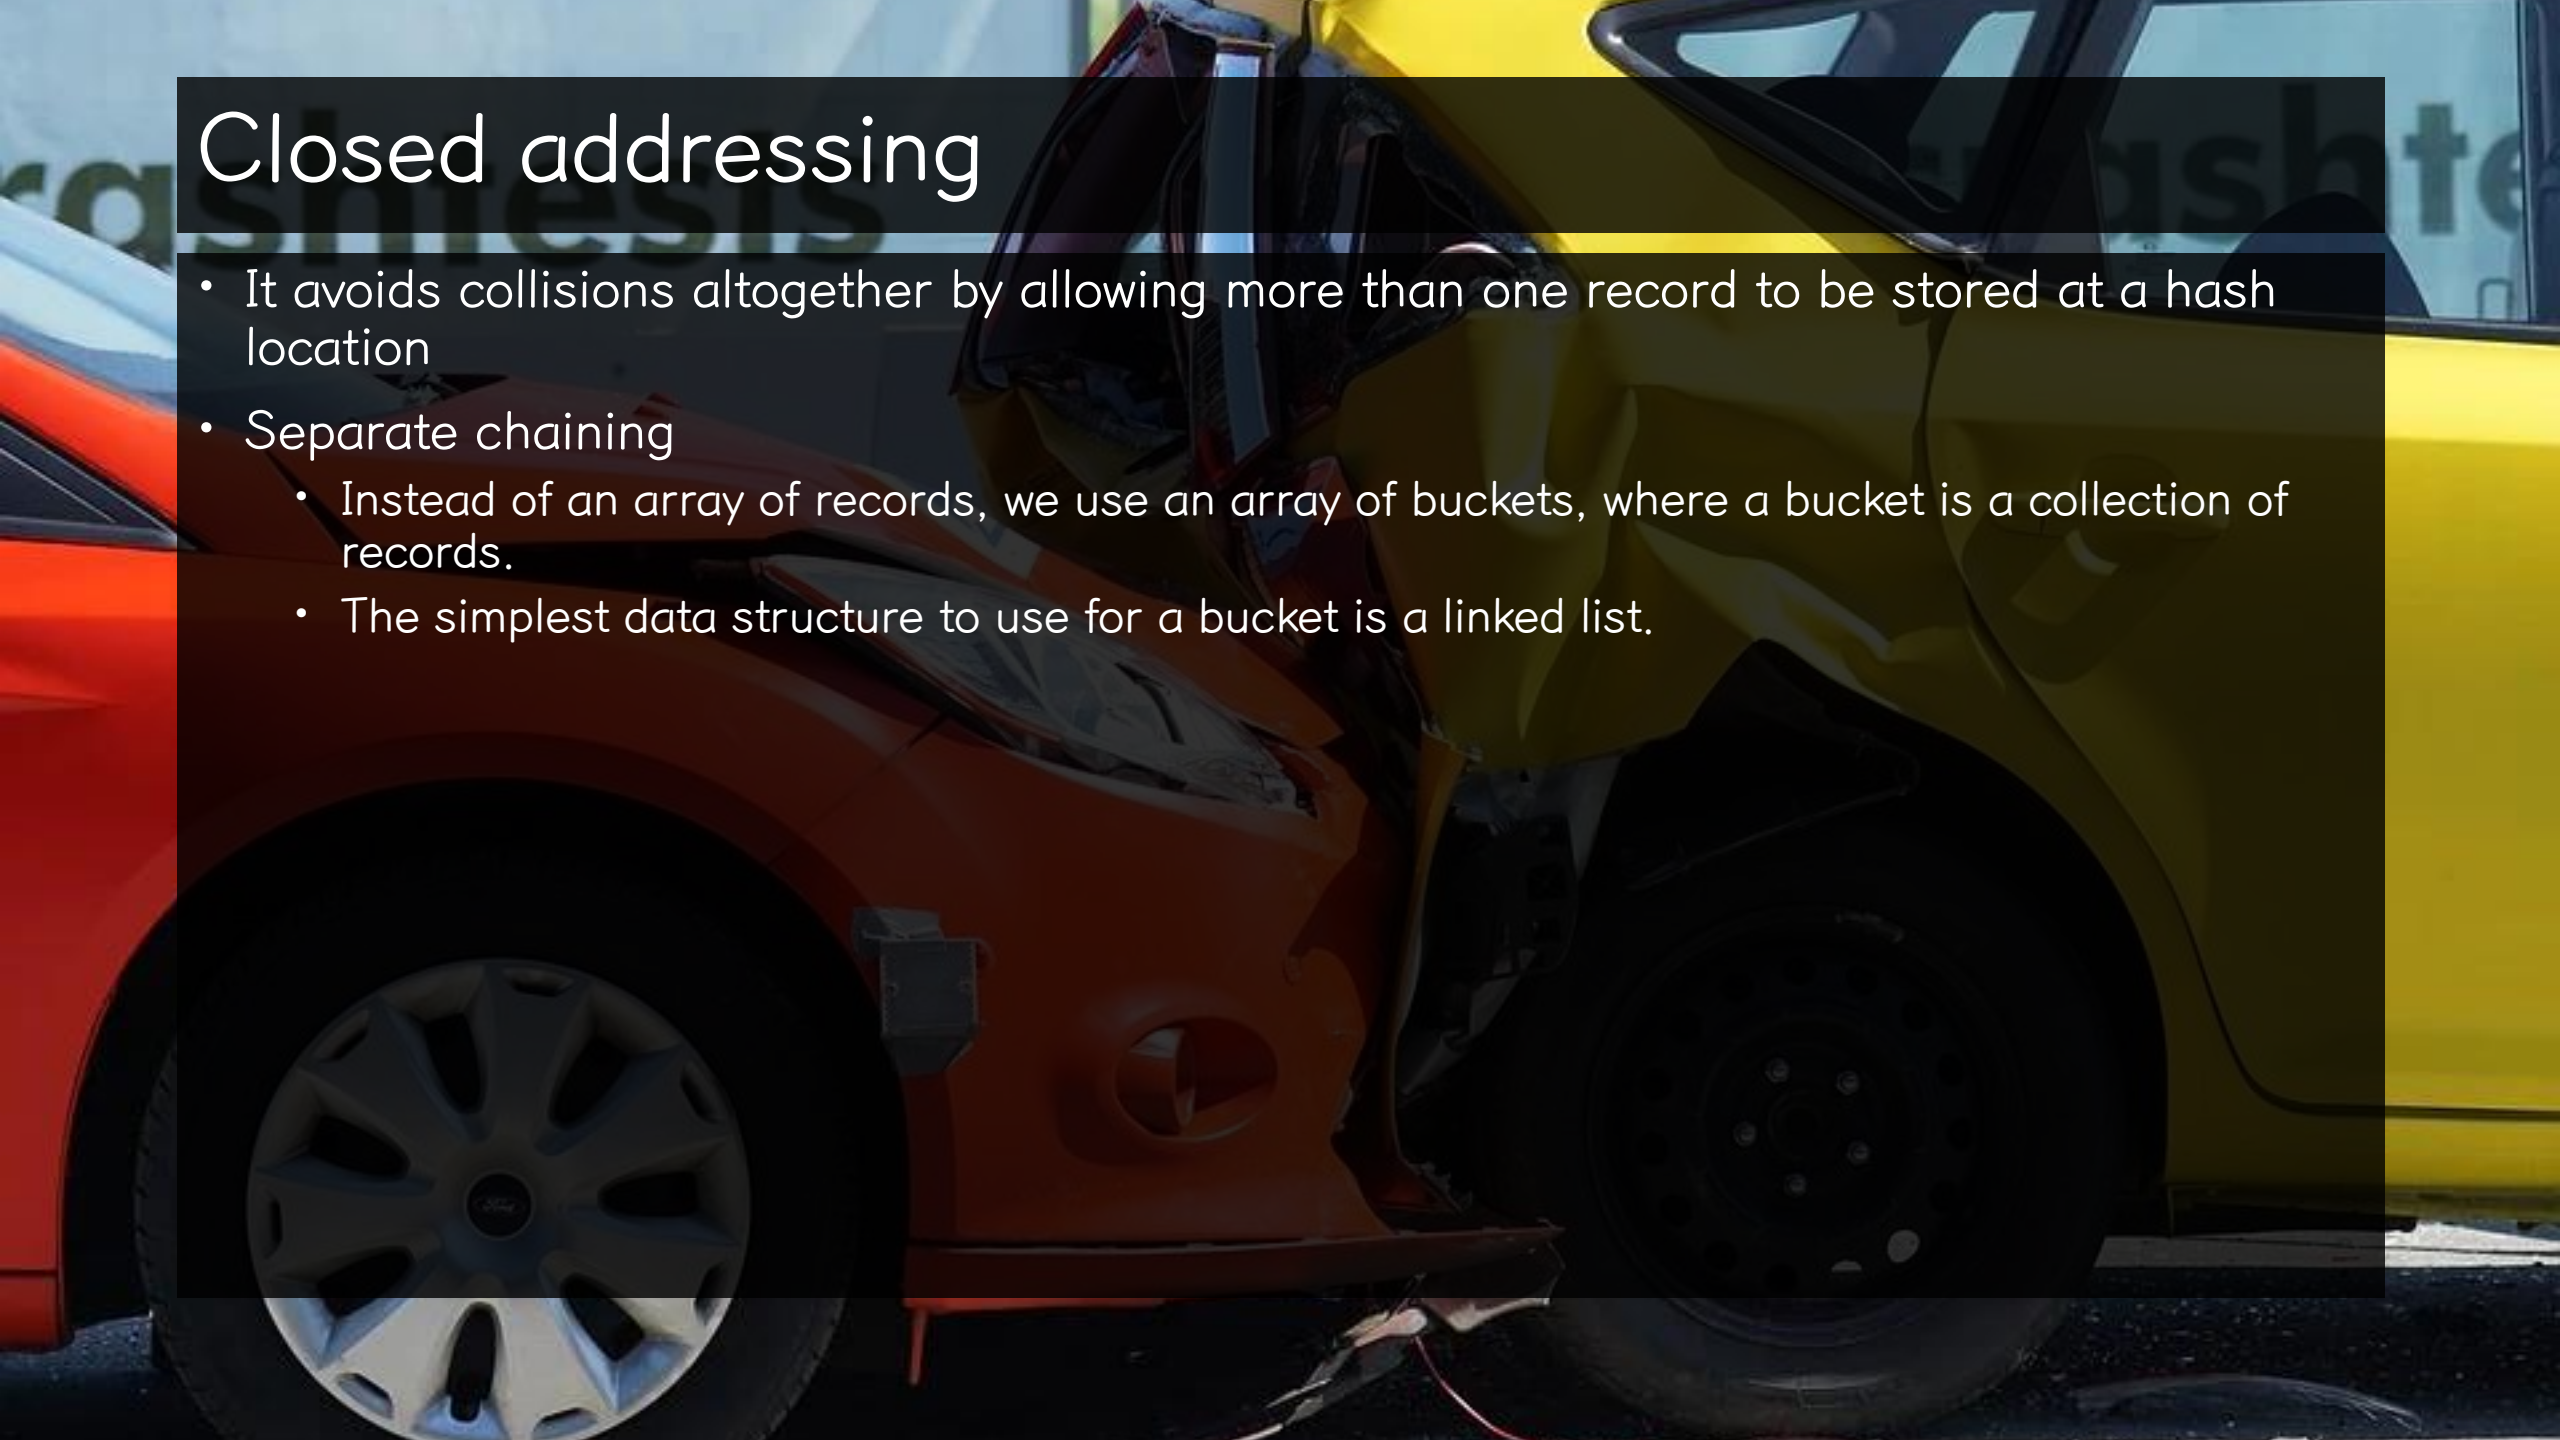 Closed addressing
• It avoids collisions altogether by allowing more than one record to be stored at a hash
location
• Separate chaining
• Instead of an array of records, we use an array of buckets, where a bucket is a collection of
records.
• The simplest data structure to use for a bucket is a linked list.
Ford